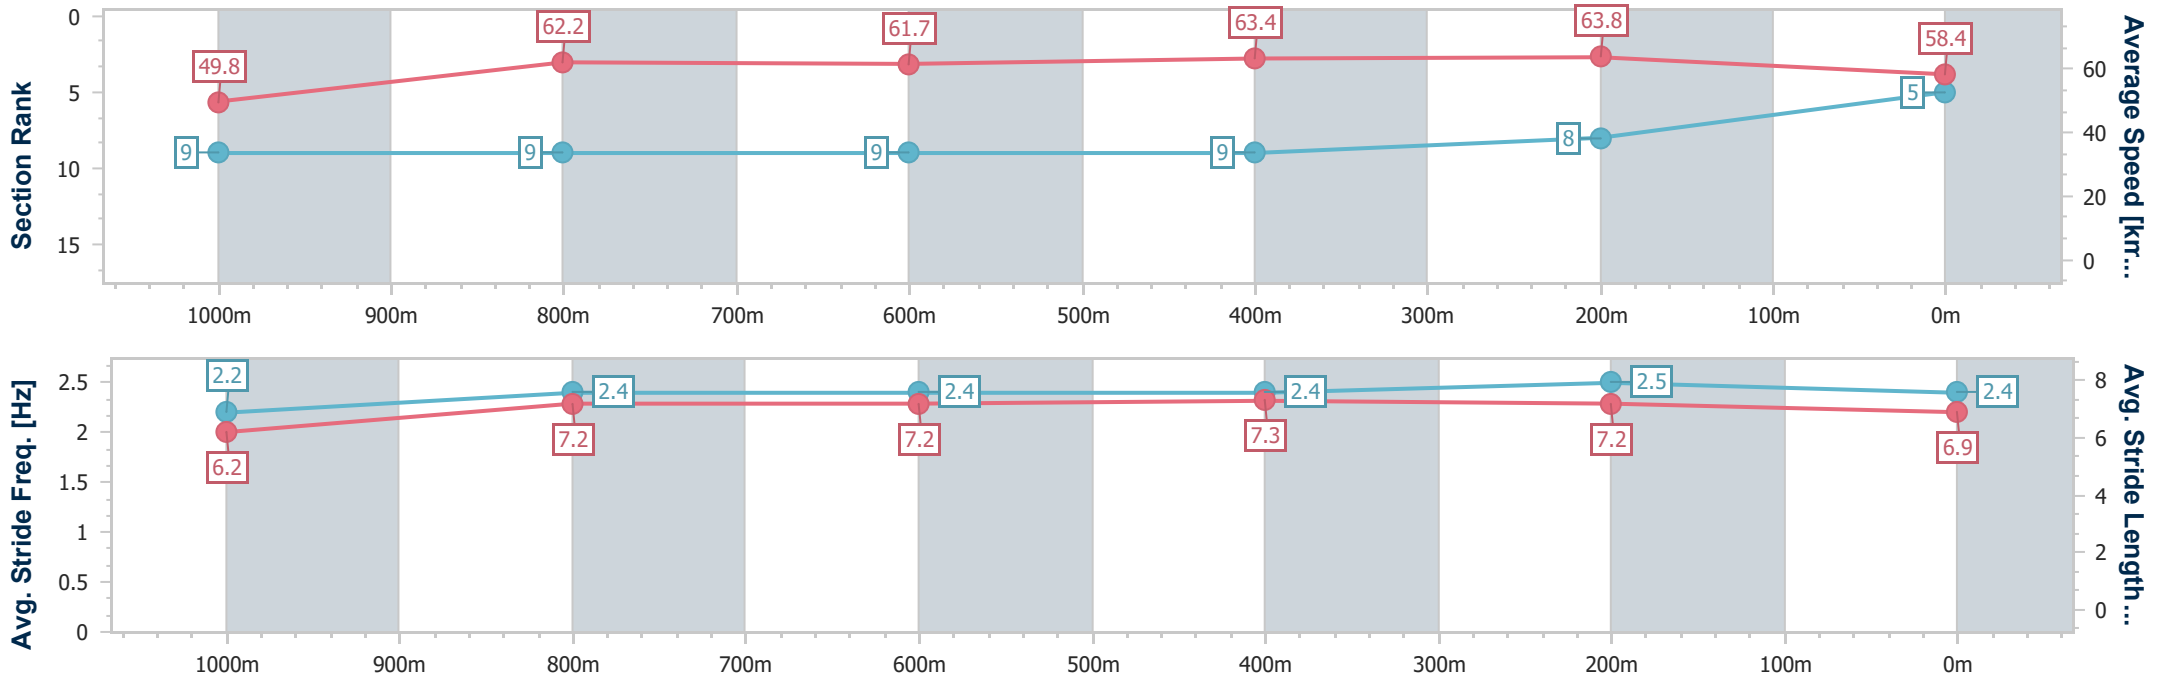 Section Rank
0
5
10
15
49.8
62.2
61.7
63.4
63.8
58.4
9
9
9
9
8
5
60
40
20
0
Average Speed [km...
1000m
900m
800m
700m
600m
500m
400m
300m
200m
100m
0m
Avg. Stride Freq. [Hz]
2.5
2
1.5
1
0.5
0
2.2
2.4
2.4
2.4
2.5
2.4
6.2
7.2
7.2
7.3
7.2
6.9
8
6
4
2
0
Avg. Stride Length...
1000m
900m
800m
700m
600m
500m
400m
300m
200m
100m
0m